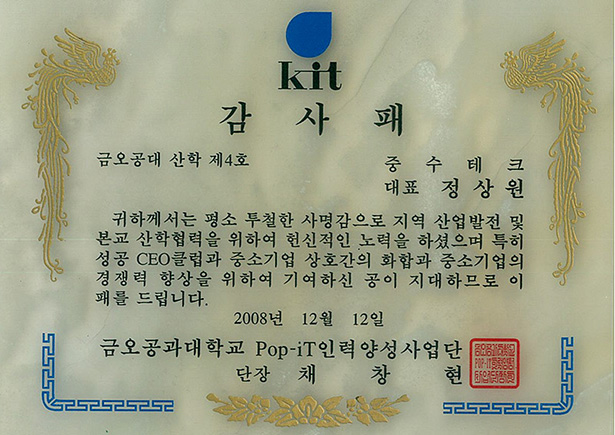 kit
감 사 패
금오공대 산학 제4호
중 수 테 크
대표 정 상 원
귀하께서는 평소 투철한 사명감으로 지역 산업발전 및
본교 산학협력을 위하여 헌신적인 노력을 하셨으며 특히
성공 CEO클럽과 중소기업 상호간의 화합과 중소기업의
경쟁력 향상을 위하여 기여하신 공이 지대하므로 이
패를 드립니다.
2008년 12월 12일
금오공과대학교 Pop-iT인력양성사업단
단장 채 창 현